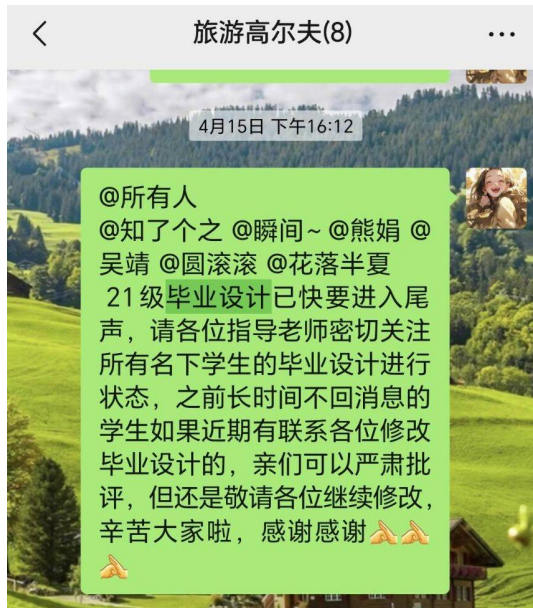 旅游高尔夫(8)
4月15日 下午16:12
@所有人
@知了个之 @瞬间~ @熊娟 @
吴靖 @圆滚滚 @花落半夏
21级毕业设计已快要进入尾
声，请各位指导老师密切关注
所有名下学生的毕业设计进行
状态，之前长时间不回消息的
学生如果近期有联系各位修改
毕业设计的，亲们可以严肃批
评，但还是敬请各位继续修改，
辛苦大家啦，感谢感谢🫰🫰
🫰